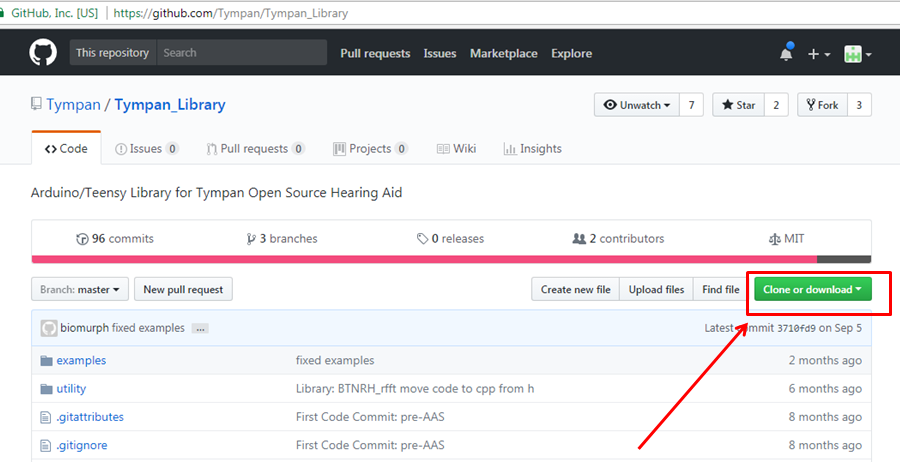 GitHub, Inc. [US] https://github.com/Tympan/Tympan_Library
This repository Search Pull requests Issues Marketplace Explore
Tympan / Tympan_Library Unwatch 7 Star 2 Fork 3
Code Issues 0 Pull requests 0 Projects 0 Wiki Insights
Arduino/Teensy Library for Tympan Open Source Hearing Aid
96 commits 3 branches 0 releases 2 contributors MIT
Branch: master New pull request Create new file Upload files Find file Clone or download
biomurph fixed examples ... Latest commit 3710fd9 on Sep 5
examples fixed examples 2 months ago
utility Library: BTNRH_rfft move code to cpp from h 6 months ago
.gitattributes First Code Commit: pre-AAS 8 months ago
.gitignore First Code Commit: pre-AAS 8 months ago